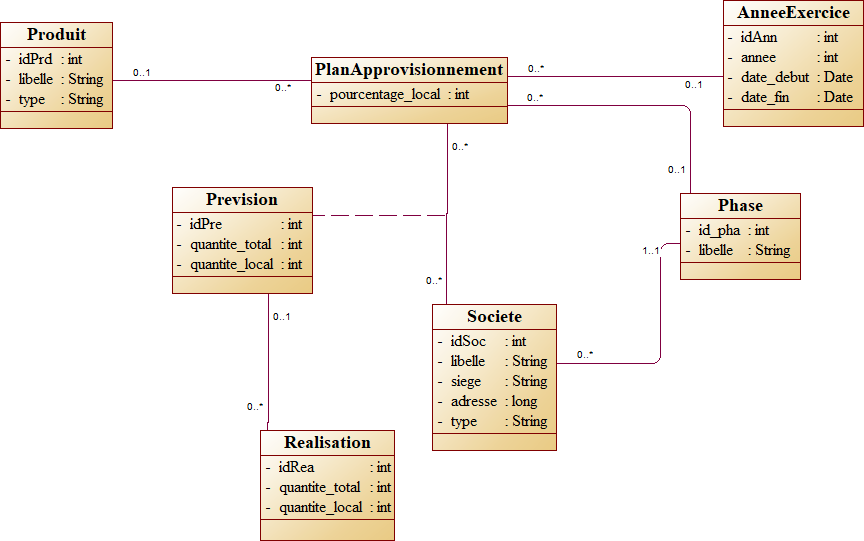 Produit
- idPrd : int
- libelle : String
- type : String
0..1
0..*
PlanApprovisionnement
- pourcentage_local : int
0..*
0..1
0..*
0..1
AnneeExercice
- idAnn : int
- annee : int
- date_debut : Date
- date_fin : Date
0..*
Prevision
- idPre : int
- quantite_total : int
- quantite_local : int
Phase
- id_pha : int
- libelle : String
1..1
0..*
0..*
0..1
Societe
- idSoc : int
- libelle : String
- siege : String
- adresse : long
- type : String
0..*
Realisation
- idRea : int
- quantite_total : int
- quantite_local : int